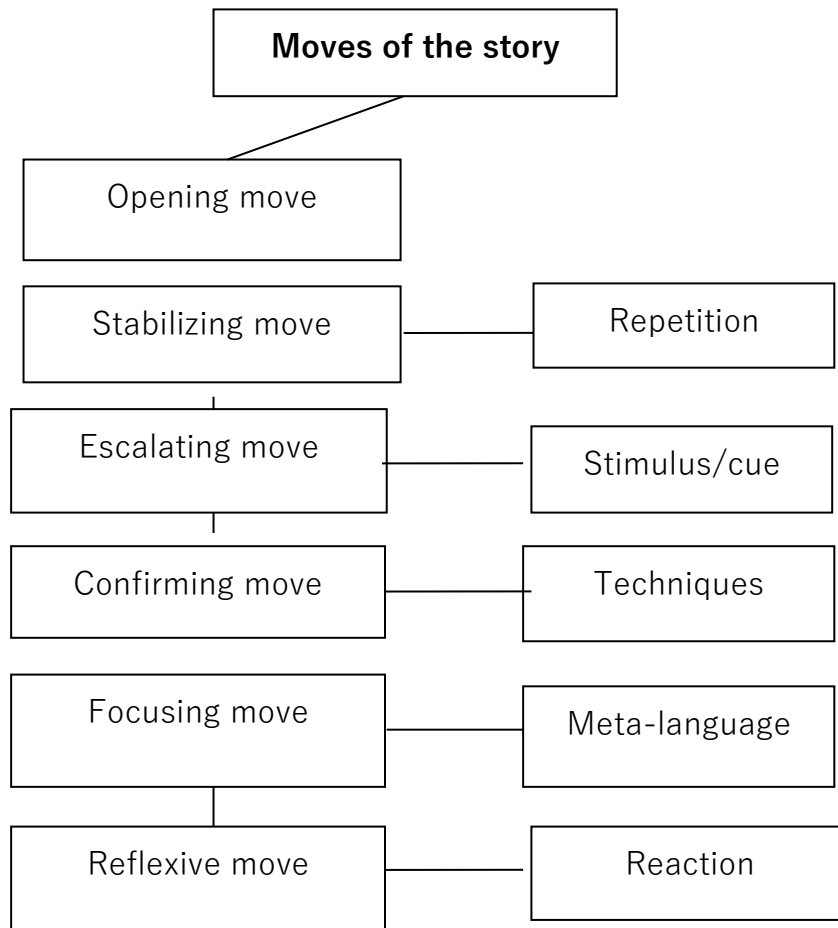 Moves of the story
Opening move
Stabilizing move
Repetition
Escalating move
Stimulus/cue
Confirming move
Techniques
Focusing move
Meta-language
Reflexive move
Reaction